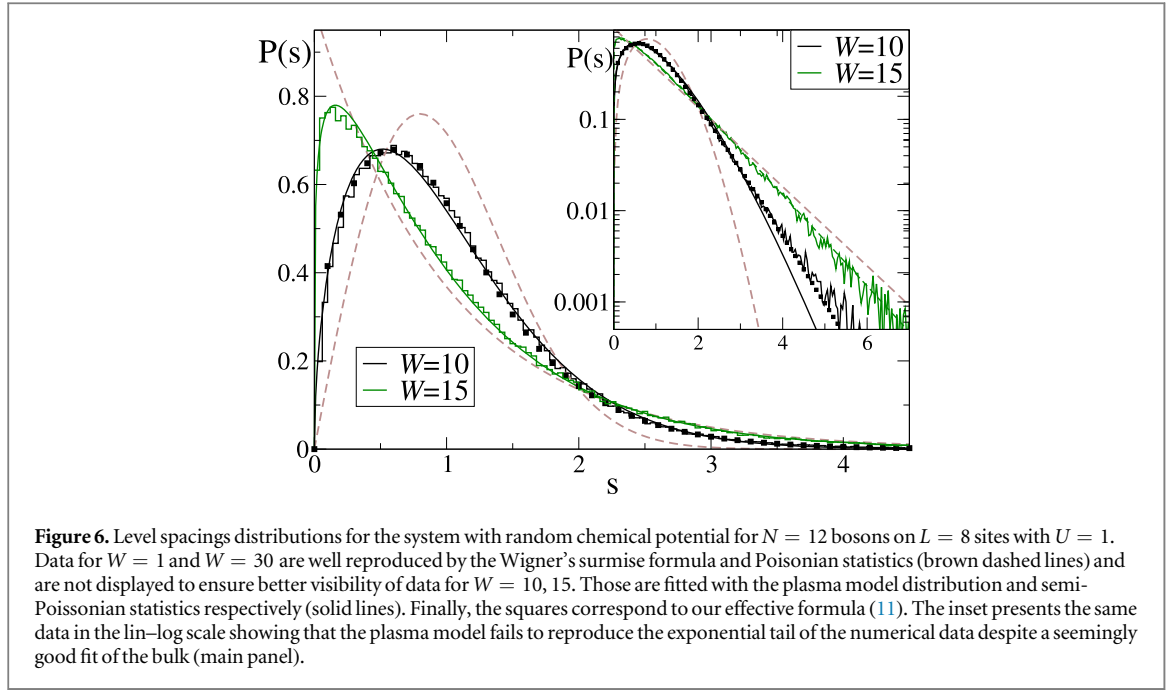 P(s)
0.8
0.6
0.4
0.2
0
0 1 2 3 4
s
W=10
W=15
P(s)
0.1
0.01
0.001
0 2 4 6
W=10
W=15
Figure 6. Level spacings distributions for the system with random chemical potential for N = 12 bosons on L = 8 sites with U = 1.
Data for W = 1 and W = 30 are well reproduced by the Wigner's surmise formula and Poisonian statistics (brown dashed lines) and
are not displayed to ensure better visibility of data for W = 10, 15. Those are fitted with the plasma model distribution and semi-
Poissonian statistics respectively (solid lines). Finally, the squares correspond to our effective formula (11). The inset presents the same
data in the lin–log scale showing that the plasma model fails to reproduce the exponential tail of the numerical data despite a seemingly
good fit of the bulk (main panel).